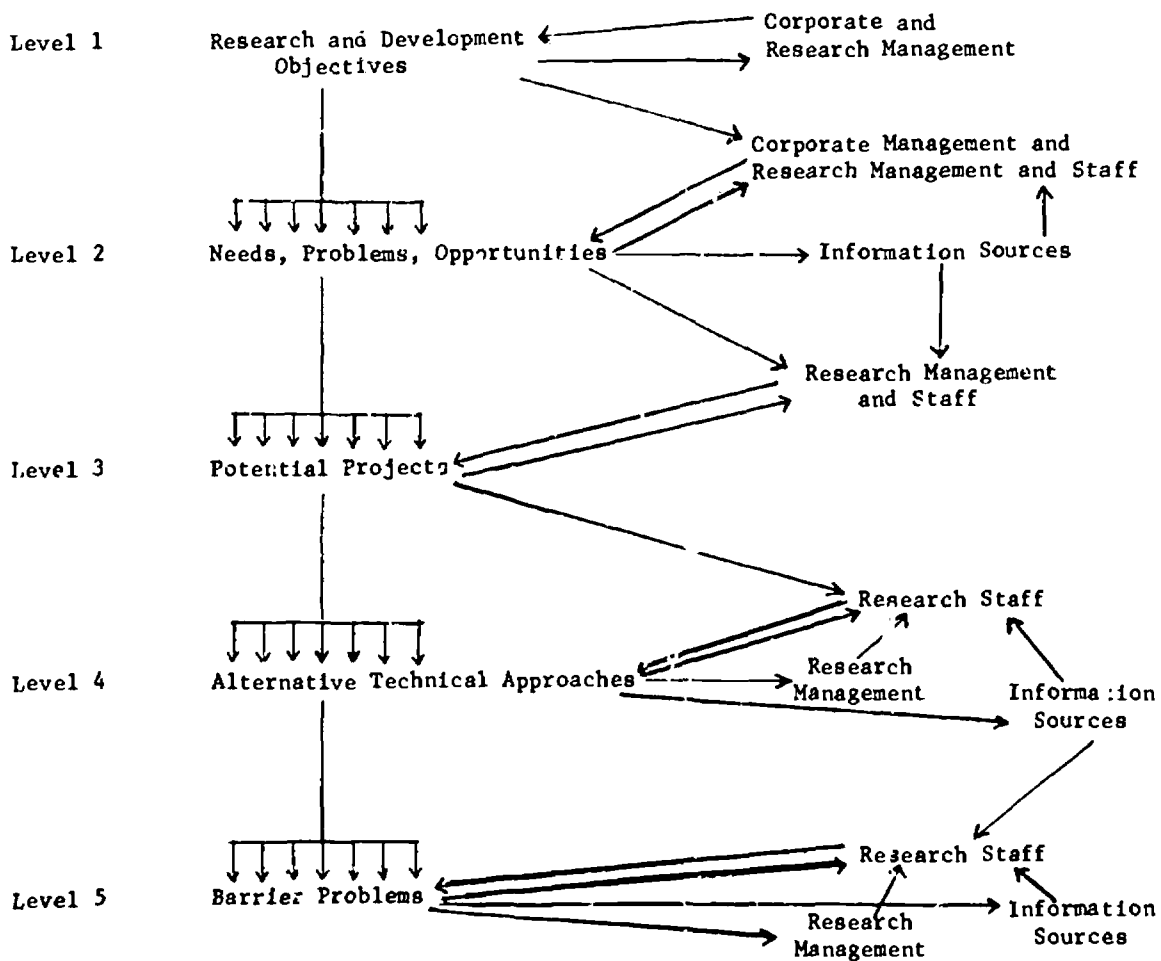 Level 1
Research and Development
Objectives
Corporate and
Research Management
Corporate Management and
Research Management and Staff
Level 2
Needs, Problems, Opportunities
Information Sources
Research Management
and Staff
Level 3
Potential Projects
Research Staff
Level 4
Alternative Technical Approaches
Research
Management
Information
Sources
Research Staff
Level 5
Barrier Problems
Research
Management
Information
Sources